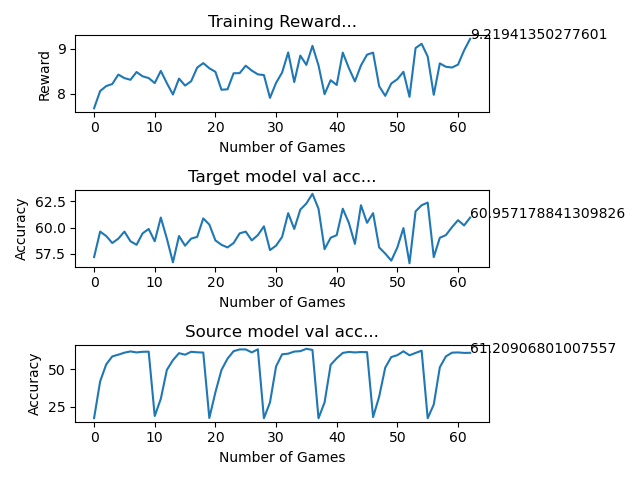 Training Reward...
9.21941350277601
9
8
Reward
0 10 20 30 40 50 60
Number of Games
Target model val acc...
60.957178841309826
62.5
60.0
57.5
Accuracy
0 10 20 30 40 50 60
Number of Games
Source model val acc...
61.20906801007557
50
25
Accuracy
0 10 20 30 40 50 60
Number of Games